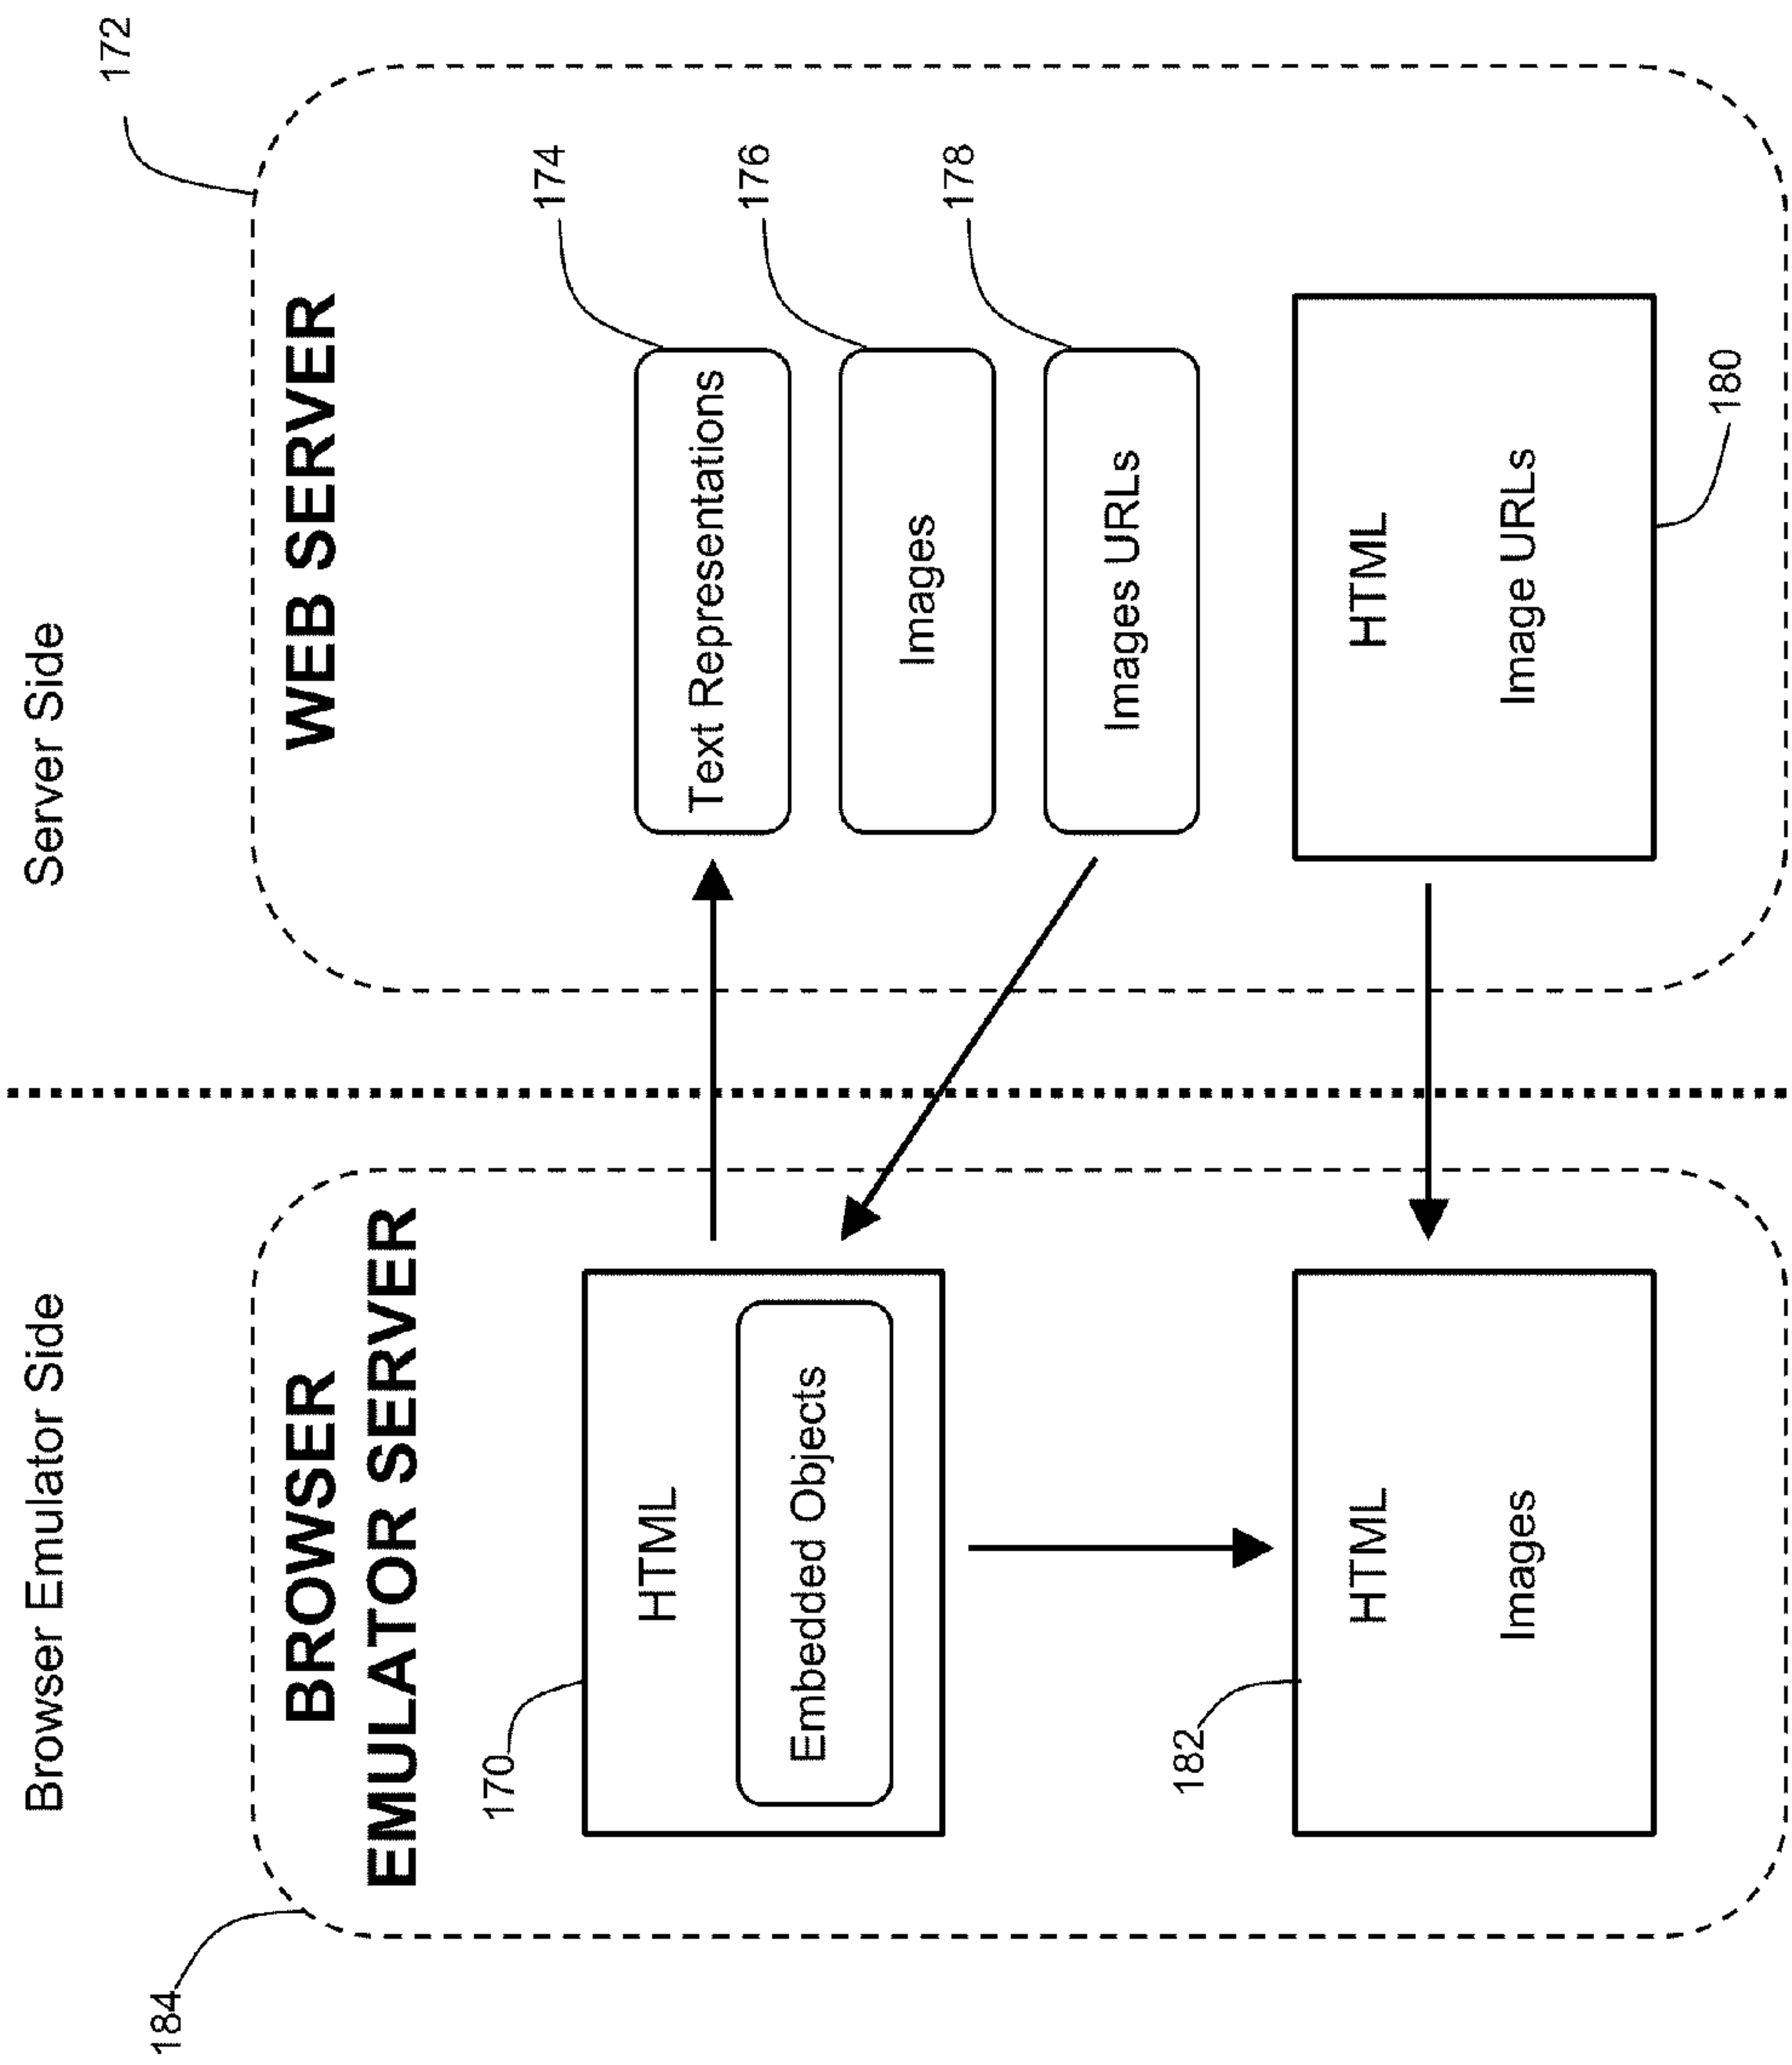 Browser Emulator Side
Server Side
184
172
BROWSER
EMULATOR SERVER
WEB SERVER
170
HTML
Embedded Objects
174
Text Representations
176
Images
178
Images URLs
182
HTML
Images
HTML
Image URLs
180